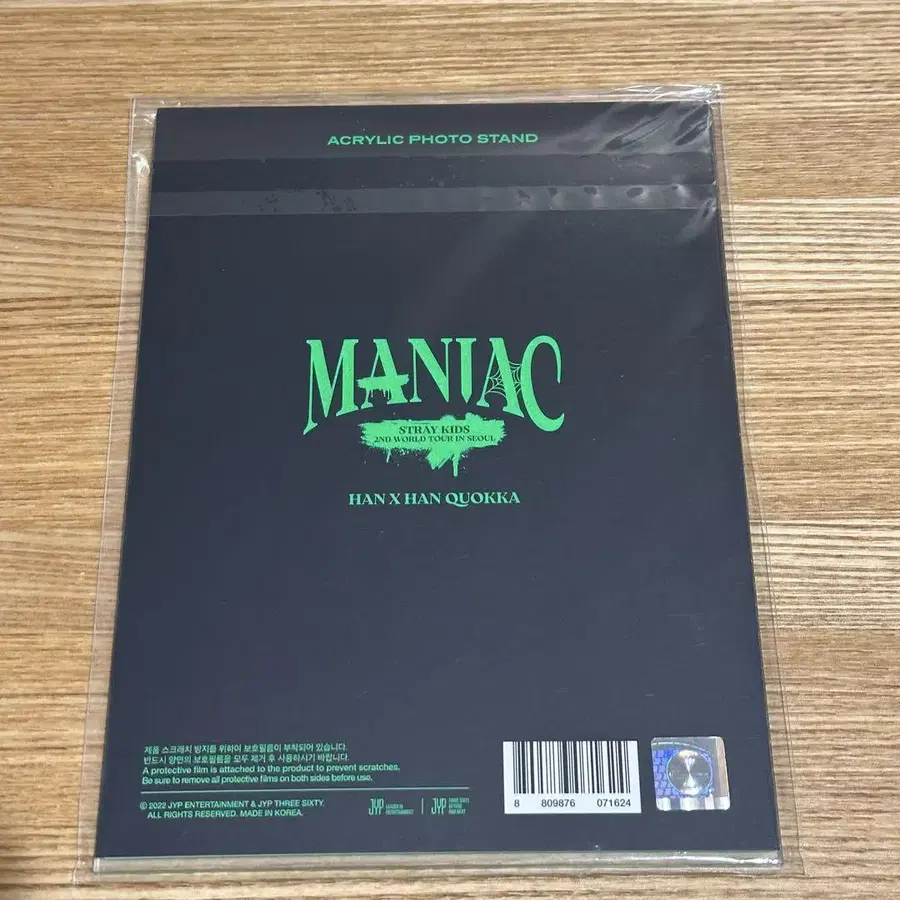 ACRYLIC PHOTO STAND
MANIAC
STRAY KIDS
2ND WORLD TOUR IN SEOUL
HAN X HAN QUOKKA
제품 스크래치 방지를 위하여 보호필름이 부착되어 있습니다.
반드시 양면의 보호필름을 모두 제거 후 사용하시기 바랍니다.
A protective film is attached to the product to prevent scratches.
Be sure to remove all protective films on both sides before use.
© 2022 JYP ENTERTAINMENT & JYP THREE SIXTY.
ALL RIGHTS RESERVED. MADE IN KOREA.
JYP LEADER IN ENTERTAINMENT
JYP THREE SIXTY
8 809876 071624